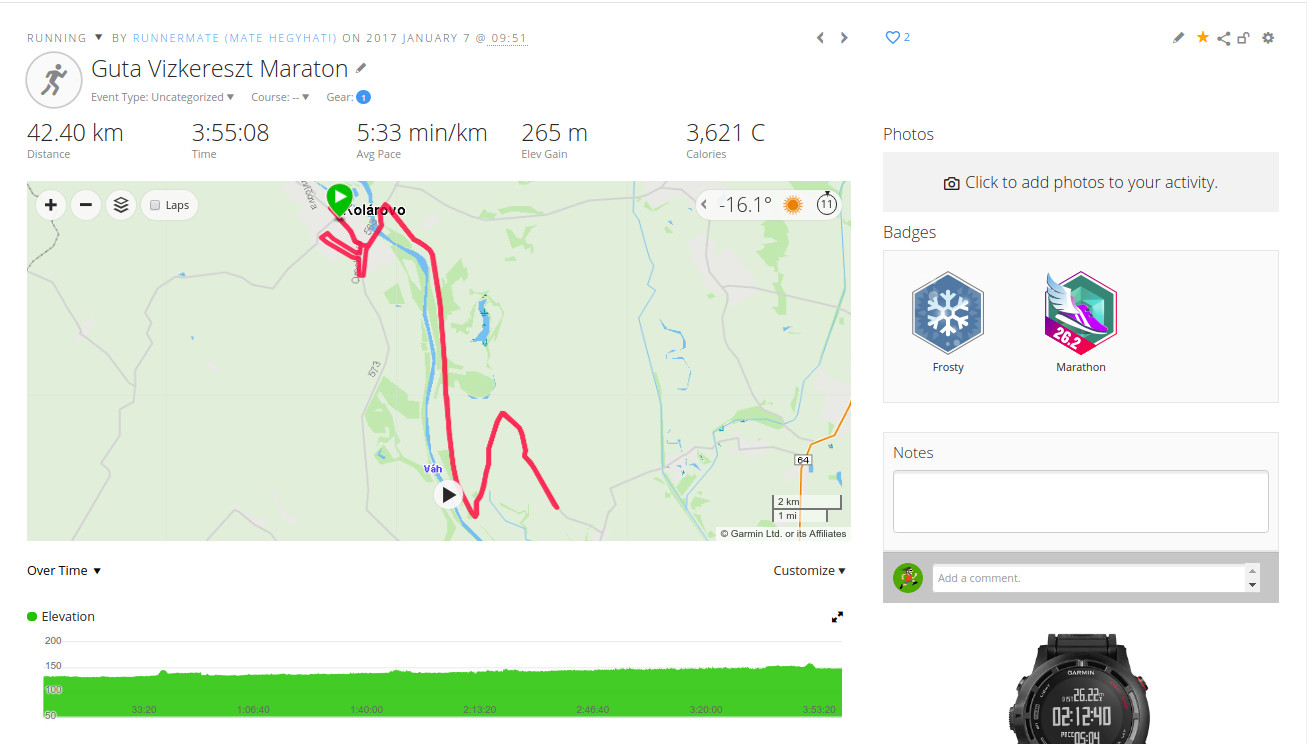 RUNNING ▼ BY RUNNERMATE (MATE HEGYHATI) ON 2017 JANUARY 7 @ 09:51
2
Guta Vizkereszt Maraton
Event Type: Uncategorized ▼ Course: -- ▼ Gear: 1
42.40 km 3:55:08 5:33 min/km 265 m 3,621 C
Distance Time Avg Pace Elev Gain Calories
+ − Laps
-16.1° 11
Kolárovo
573
Váh
64
2 km
1 mi
© Garmin Ltd. or its Affiliates
Over Time ▼ Customize ▼
Elevation
200
150
100
50
33:20 1:06:40 1:40:00 2:13:20 2:46:40 3:20:00 3:53:20
Photos
Click to add photos to your activity.
Badges
26.2
Frosty Marathon
Notes
Add a comment.
GARMIN
26.22
02:12:40
05:04